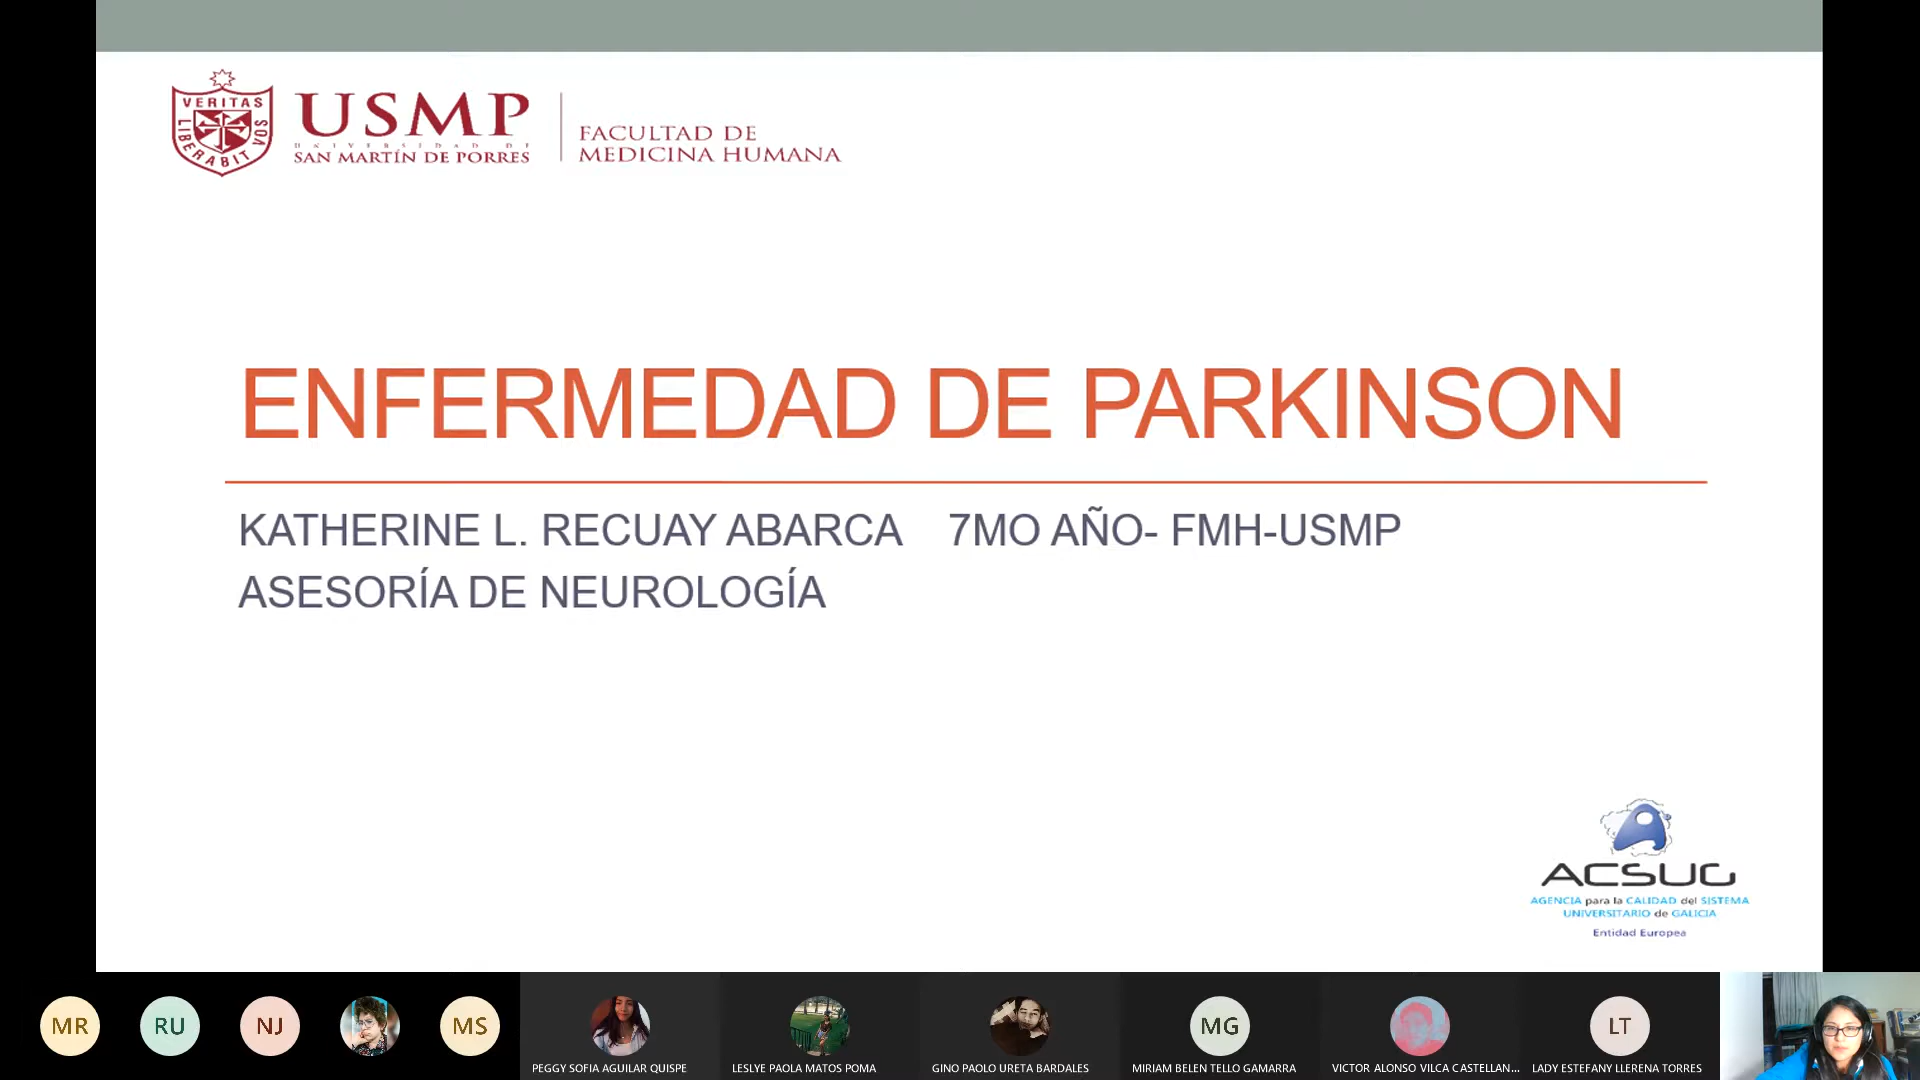 VERITAS
LIBERABIT VOS
USMP
UNIVERSIDAD DE
SAN MARTÍN DE PORRES
FACULTAD DE
MEDICINA HUMANA
ENFERMEDAD DE PARKINSON
KATHERINE L. RECUAY ABARCA 7MO AÑO- FMH-USMP
ASESORÍA DE NEUROLOGÍA
ACSUG
AGENCIA para la CALIDAD del SISTEMA
UNIVERSITARIO de GALICIA
Entidad Europea
MR
RU
NJ
MS
PEGGY SOFIA AGUILAR QUISPE
LESLYE PAOLA MATOS POMA
GINO PAOLO URETA BARDALES
MG
MIRIAM BELEN TELLO GAMARRA
VICTOR ALONSO VILCA CASTELLAN...
LT
LADY ESTEFANY LLERENA TORRES